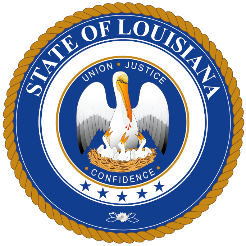 STATE OF LOUISIANA
UNION · JUSTICE
· CONFIDENCE ·